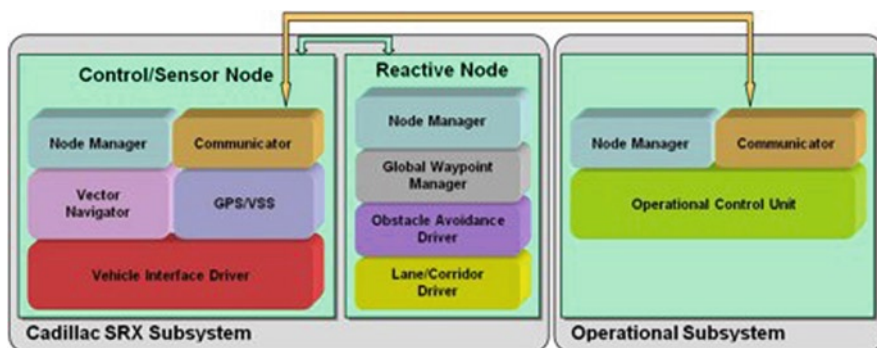 Control/Sensor Node
Node Manager
Communicator
Vector
Navigator
GPS/VSS
Vehicle Interface Driver
Reactive Node
Node Manager
Global Waypoint
Manager
Obstacle Avoidance
Driver
Lane/Corridor
Driver
Cadillac SRX Subsystem
Node Manager
Communicator
Operational Control Unit
Operational Subsystem